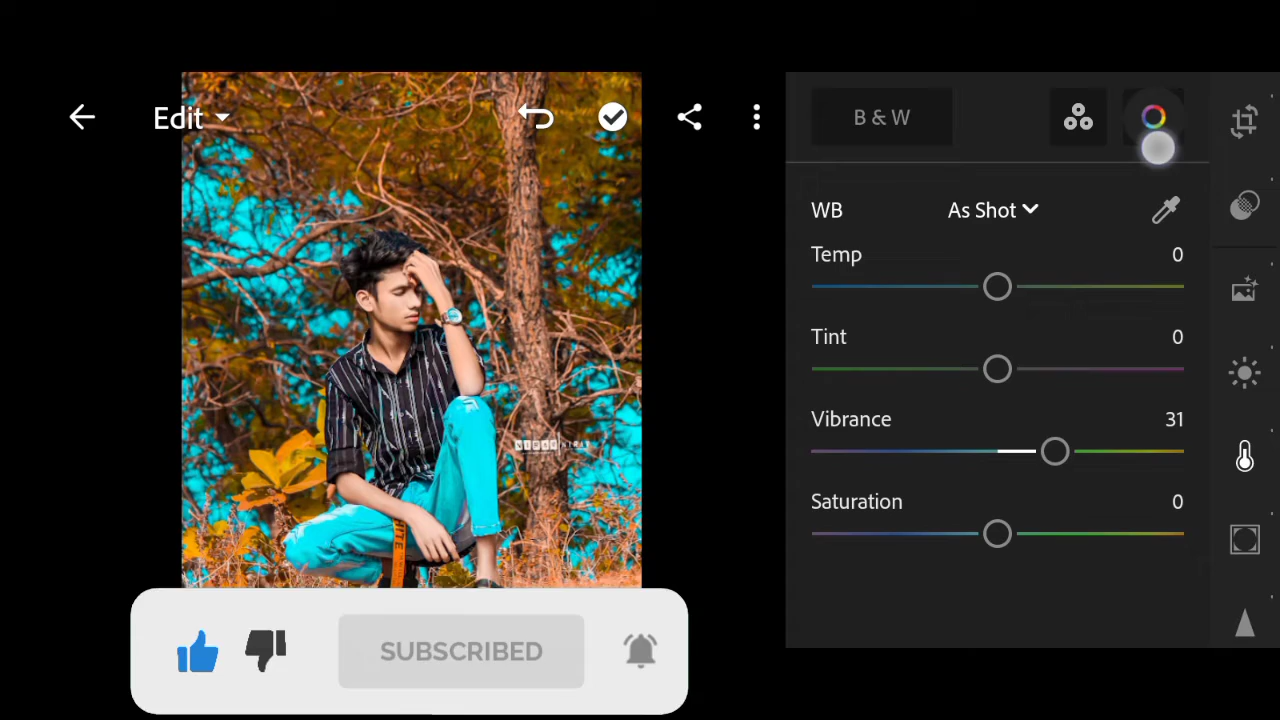 Edit
B & W
WB As Shot
Temp 0
Tint 0
Vibrance 31
Saturation 0
SUBSCRIBED